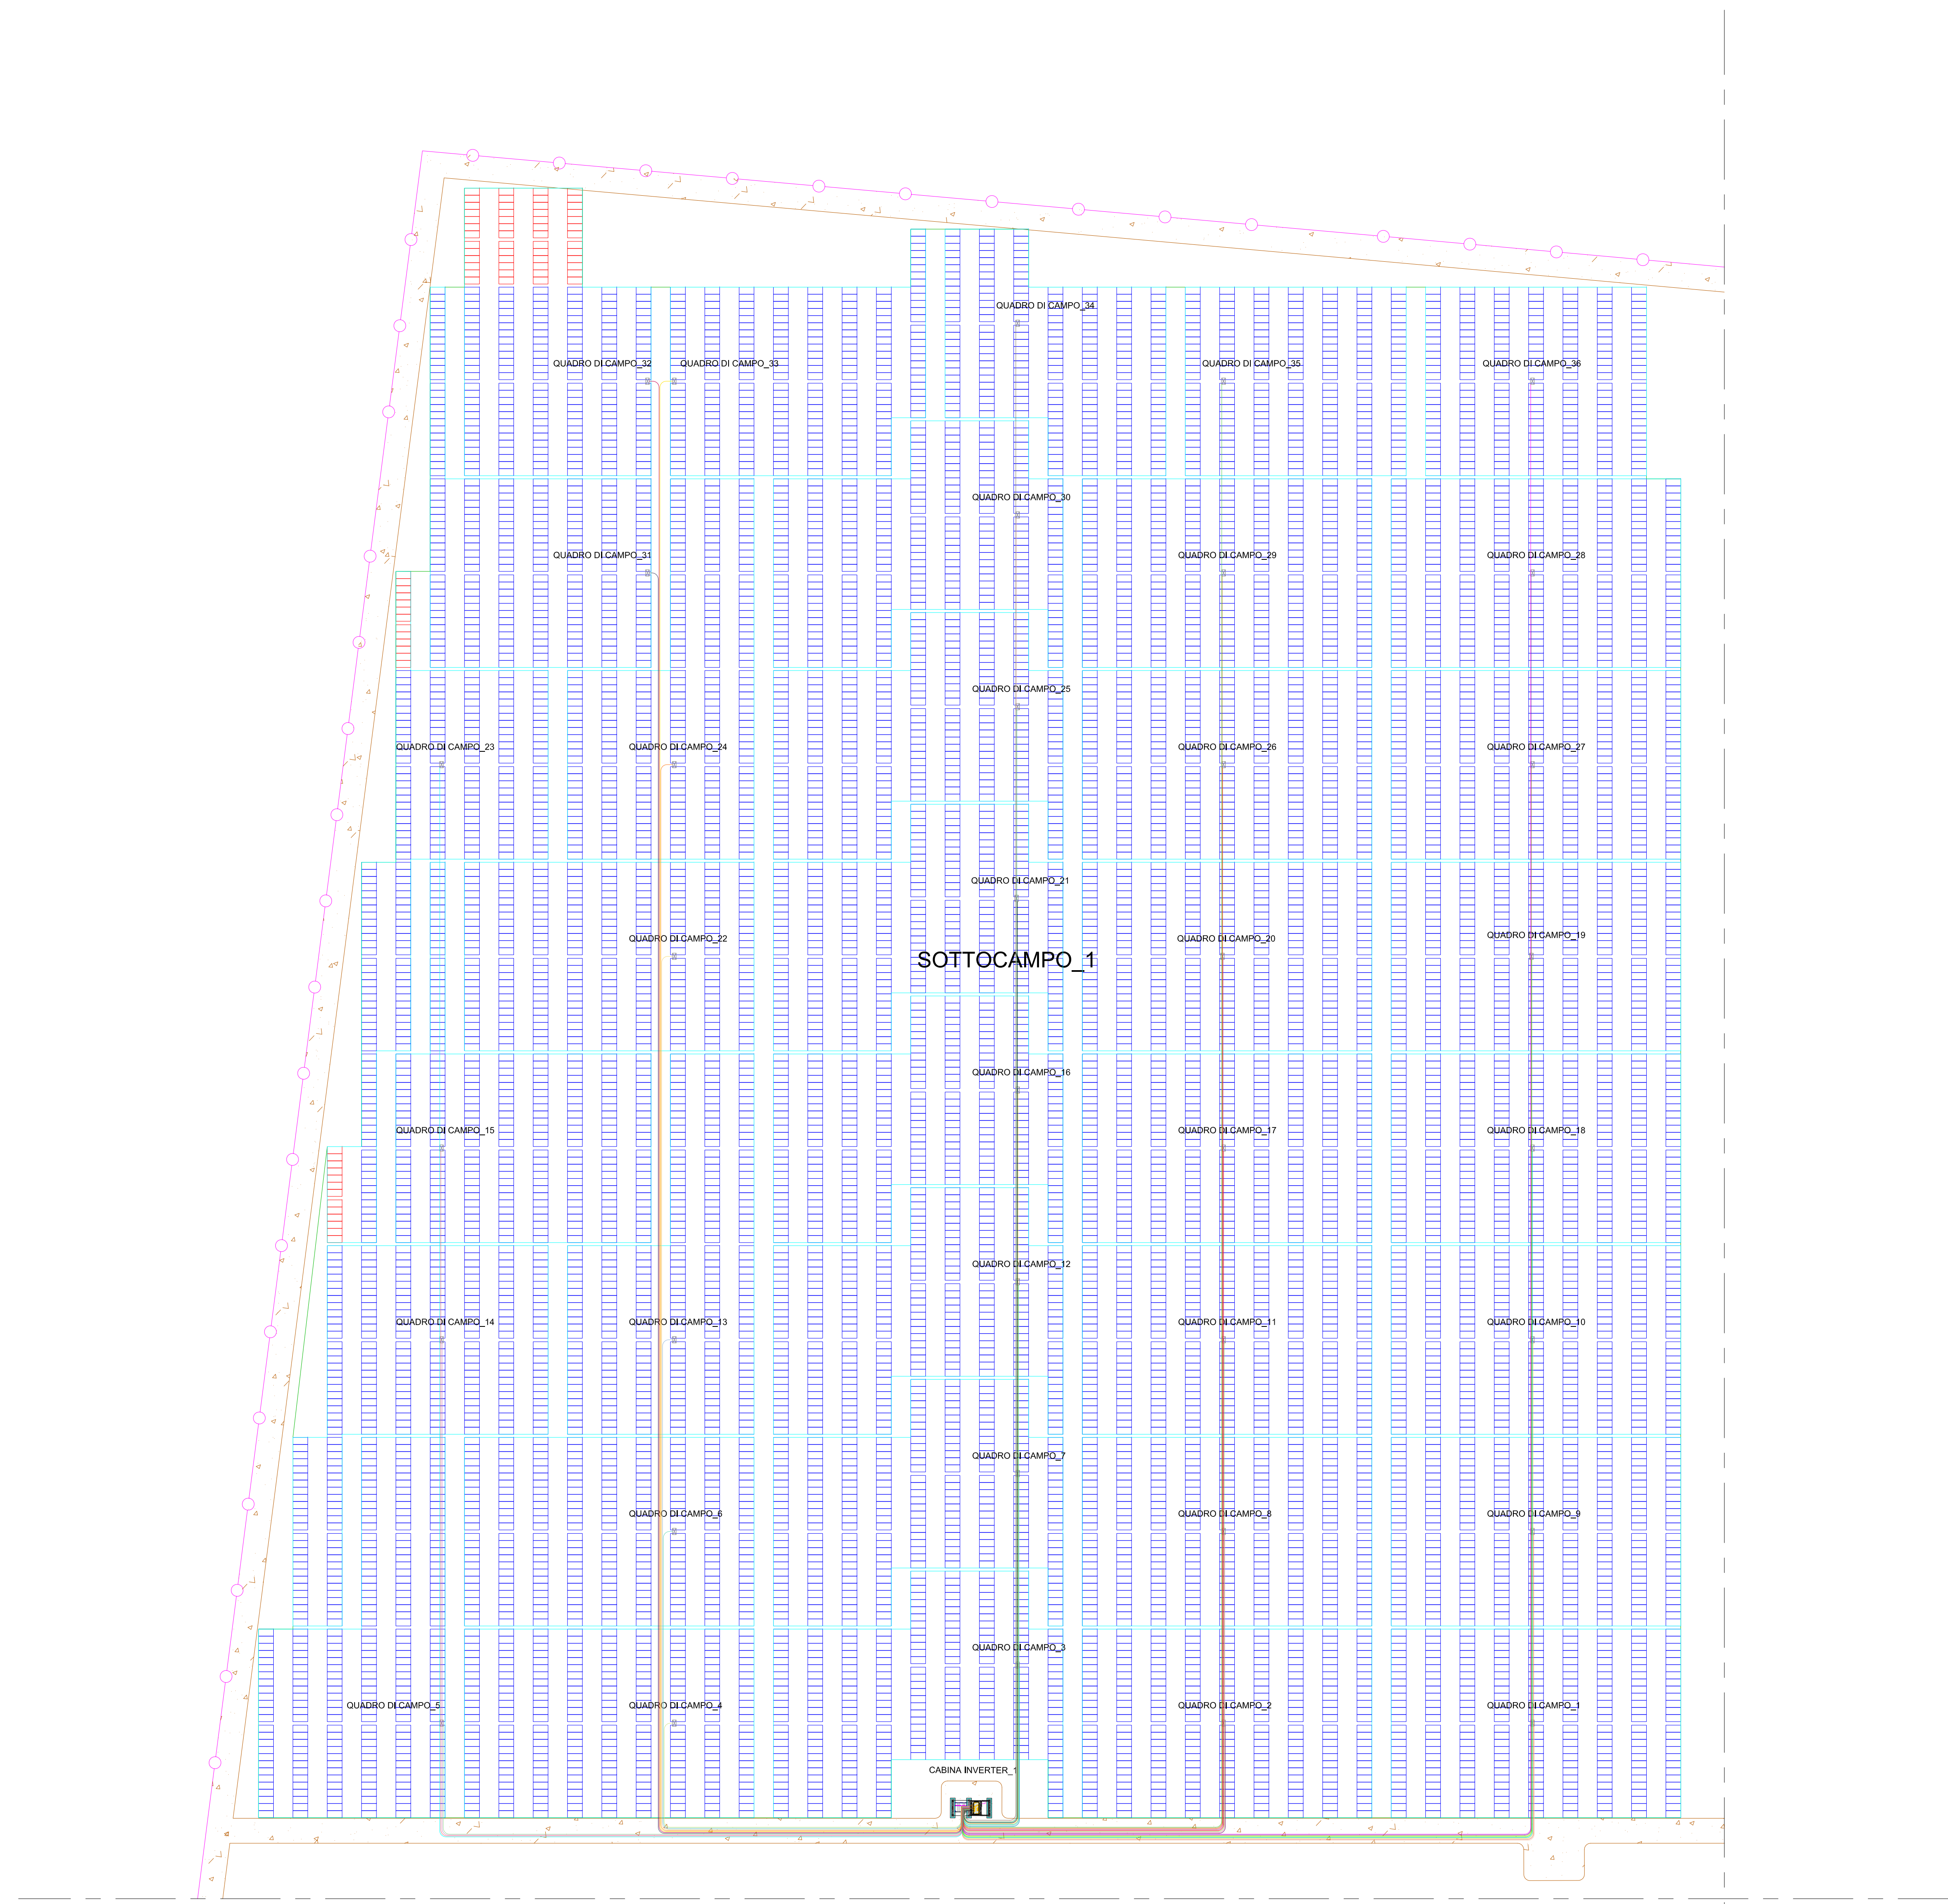 QUADRO DI CAMPO_34
QUADRO DI CAMPO_32
QUADRO DI CAMPO_33
QUADRO DI CAMPO_35
QUADRO DI CAMPO_36
QUADRO DI CAMPO_30
QUADRO DI CAMPO_31
QUADRO DI CAMPO_29
QUADRO DI CAMPO_28
QUADRO DI CAMPO_25
QUADRO DI CAMPO_23
QUADRO DI CAMPO_24
QUADRO DI CAMPO_26
QUADRO DI CAMPO_27
QUADRO DI CAMPO_21
QUADRO DI CAMPO_22
QUADRO DI CAMPO_20
QUADRO DI CAMPO_19
SOTTOCAMPO_1
QUADRO DI CAMPO_16
QUADRO DI CAMPO_15
QUADRO DI CAMPO_17
QUADRO DI CAMPO_18
QUADRO DI CAMPO_12
QUADRO DI CAMPO_14
QUADRO DI CAMPO_13
QUADRO DI CAMPO_11
QUADRO DI CAMPO_10
QUADRO DI CAMPO_7
QUADRO DI CAMPO_6
QUADRO DI CAMPO_8
QUADRO DI CAMPO_9
QUADRO DI CAMPO_3
QUADRO DI CAMPO_5
QUADRO DI CAMPO_4
QUADRO DI CAMPO_2
QUADRO DI CAMPO_1
CABINA INVERTER_1